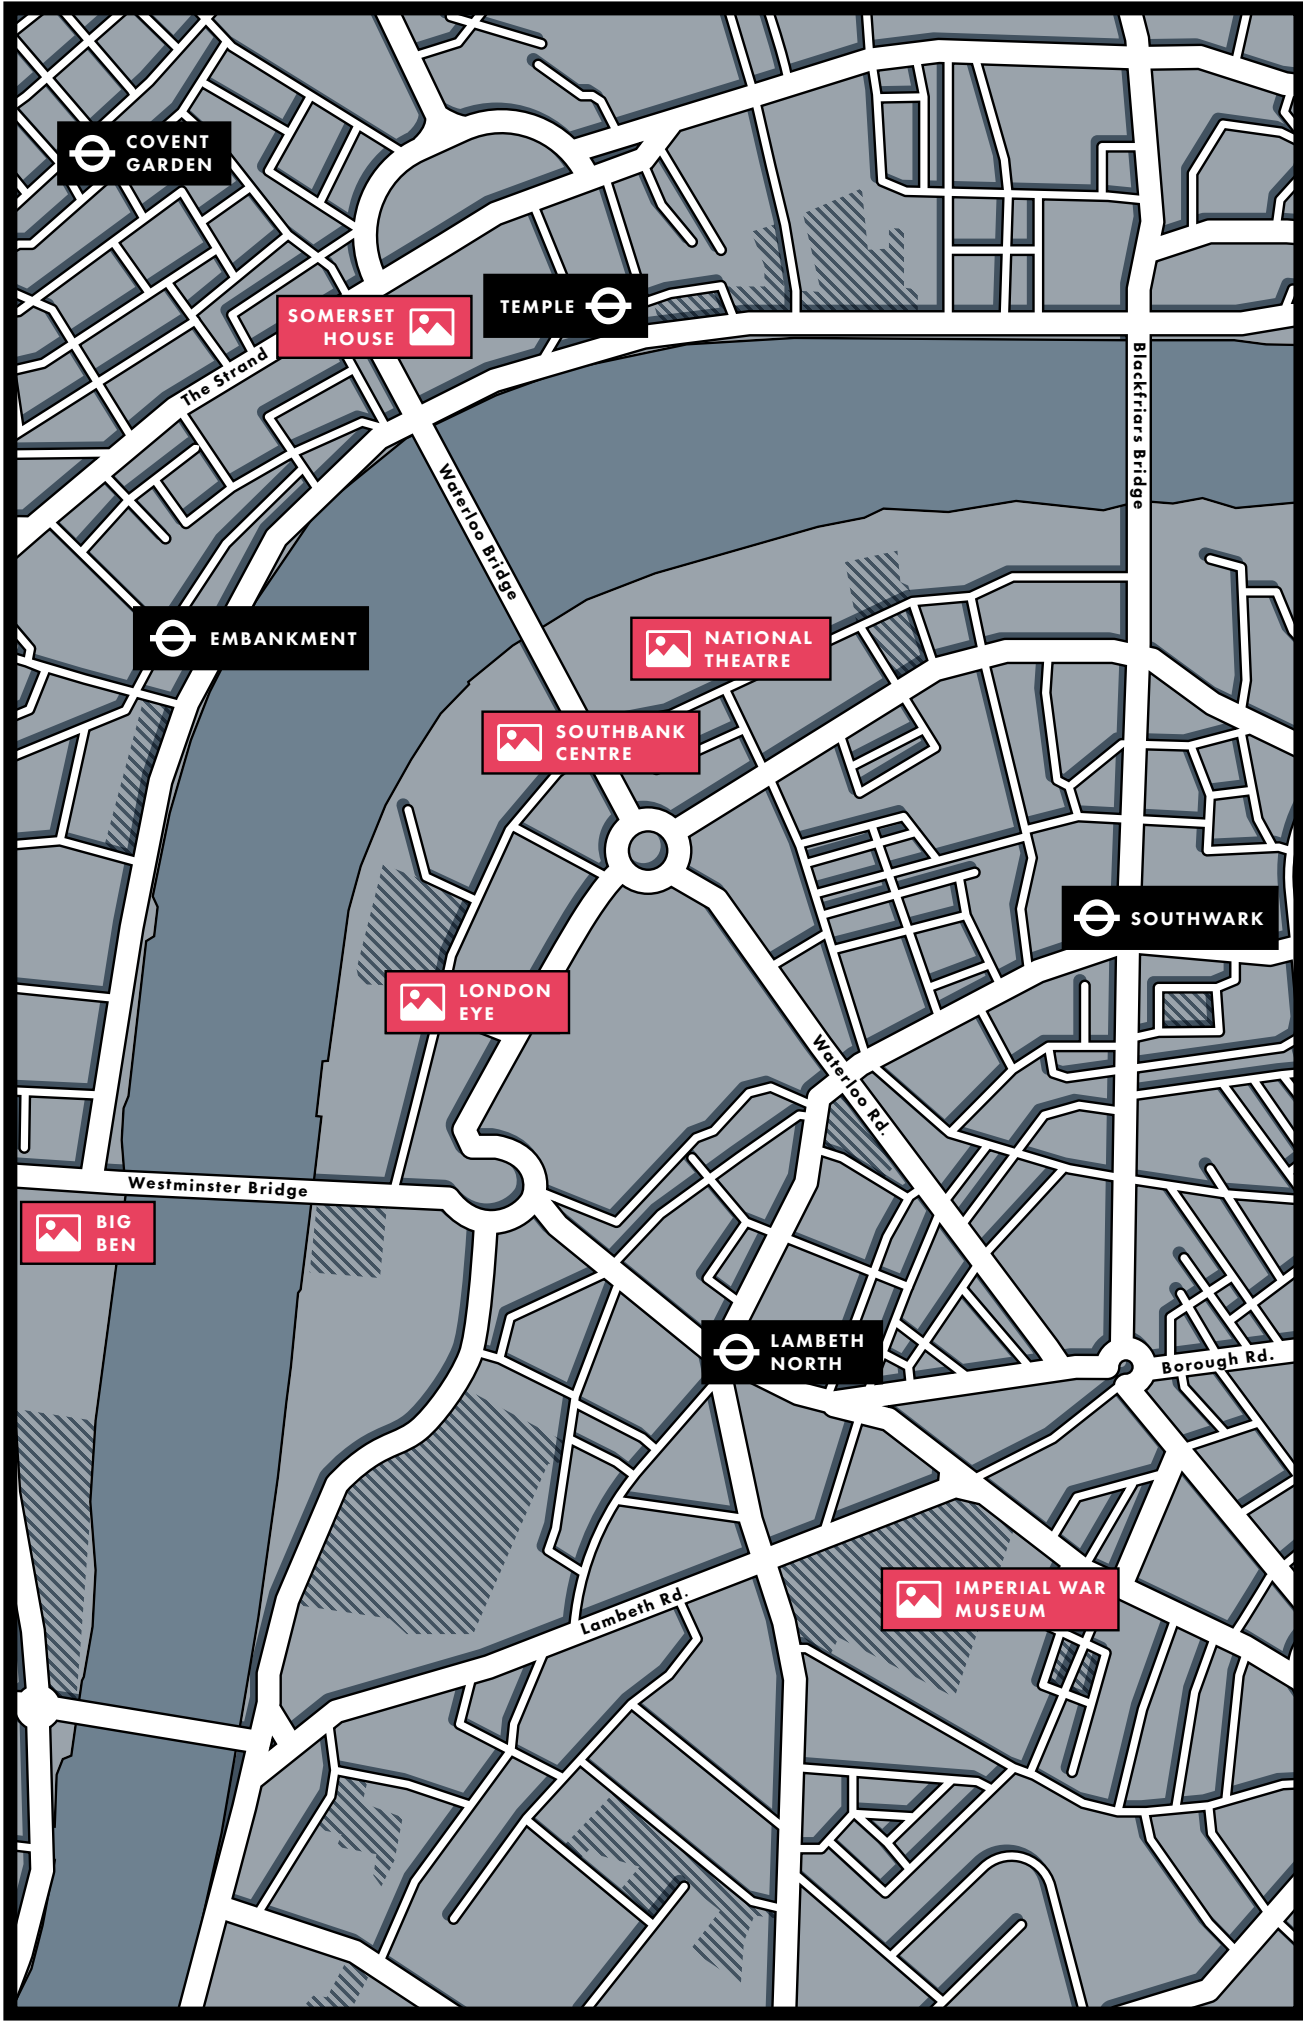 COVENT
GARDEN
SOMERSET
HOUSE
TEMPLE
The Strand
Blackfriars Bridge
Waterloo Bridge
EMBANKMENT
NATIONAL
THEATRE
SOUTHBANK
CENTRE
SOUTHWARK
LONDON
EYE
Waterloo Rd.
Westminster Bridge
BIG
BEN
LAMBETH
NORTH
Borough Rd.
IMPERIAL WAR
MUSEUM
Lambeth Rd.